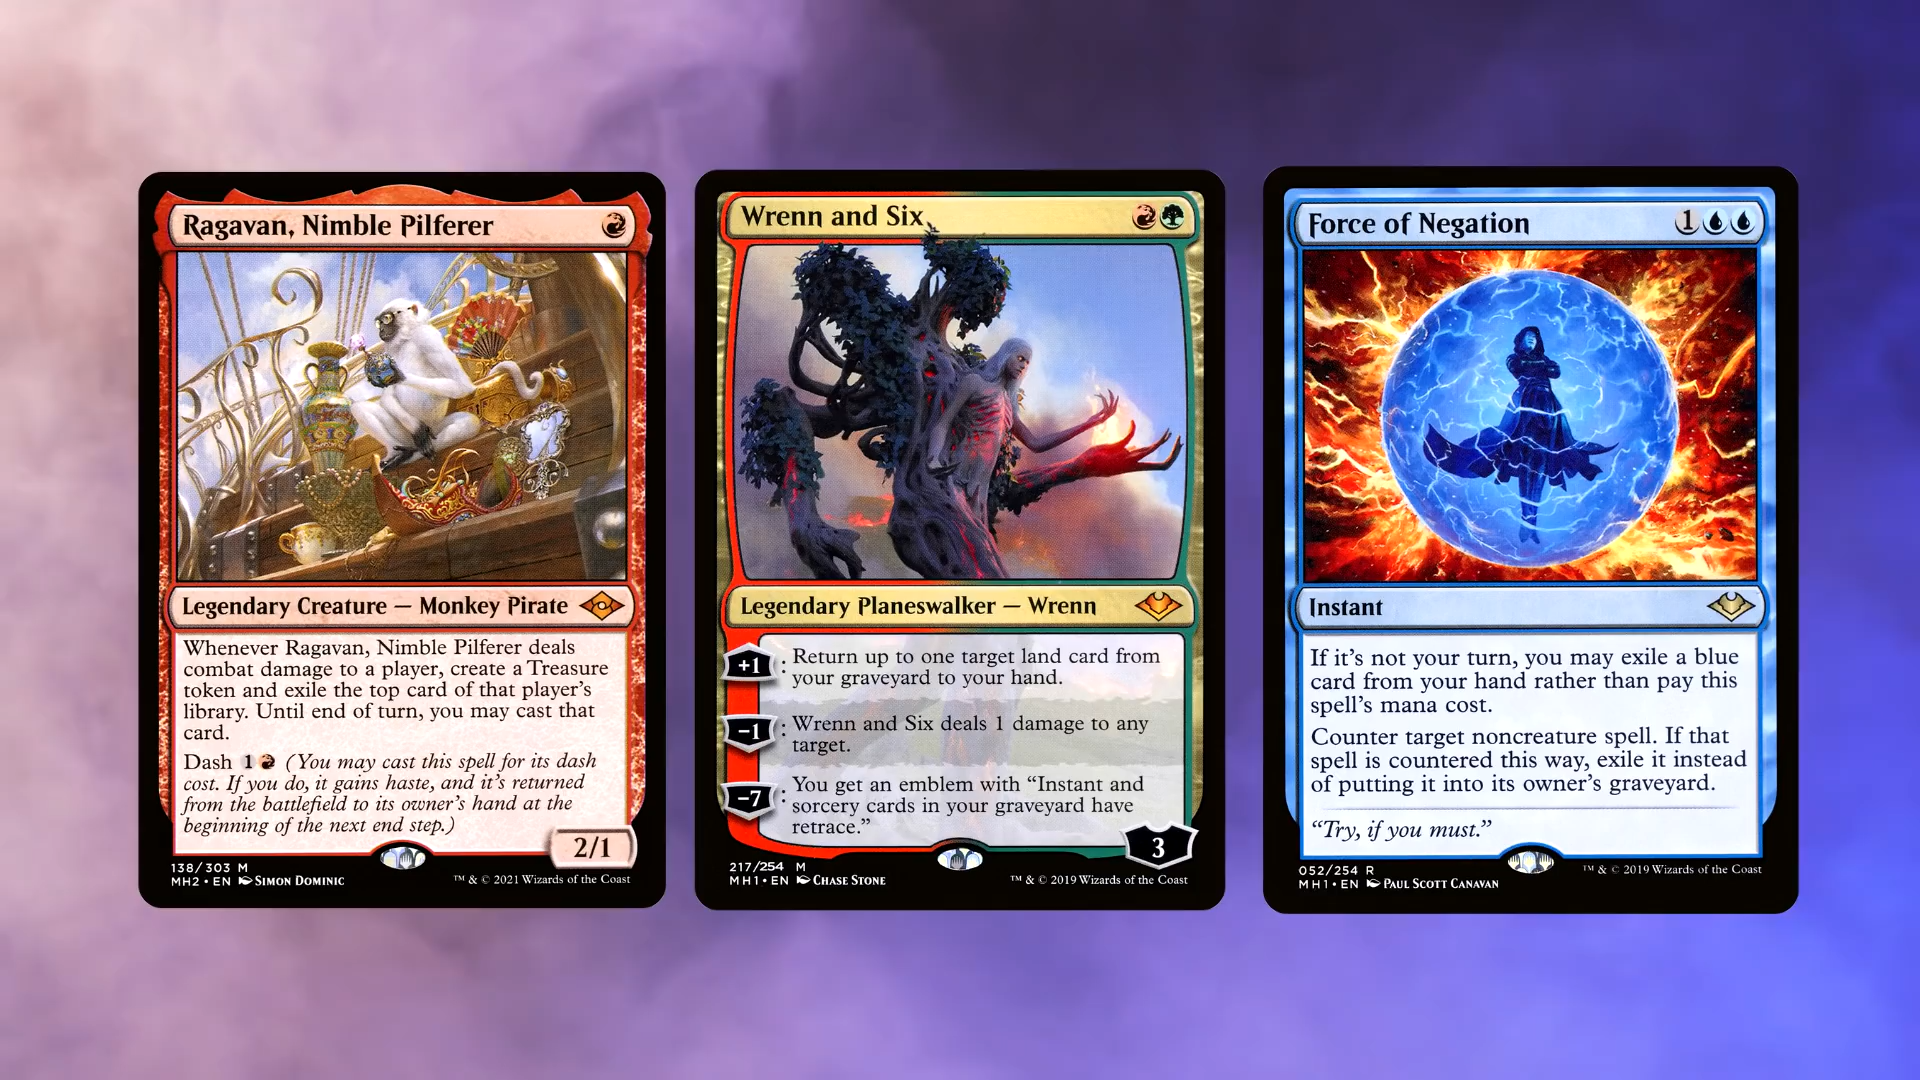 Ragavan, Nimble Pilferer
Legendary Creature — Monkey Pirate
Whenever Ragavan, Nimble Pilferer deals
combat damage to a player, create a Treasure
token and exile the top card of that player's
library. Until end of turn, you may cast that
card.
Dash 1 (You may cast this spell for its dash
cost. If you do, it gains haste, and it's returned
from the battlefield to its owner's hand at the
beginning of the next end step.)
2/1
138/303 M
MH2 • EN Simon Dominic
™ & © 2021 Wizards of the Coast
Wrenn and Six
Legendary Planeswalker — Wrenn
+1 : Return up to one target land card from
your graveyard to your hand.
−1 : Wrenn and Six deals 1 damage to any
target.
−7 : You get an emblem with “Instant and
sorcery cards in your graveyard have
retrace.”
3
217/254 M
MH1 • EN Chase Stone
™ & © 2019 Wizards of the Coast
Force of Negation 1
Instant
If it's not your turn, you may exile a blue
card from your hand rather than pay this
spell's mana cost.
Counter target noncreature spell. If that
spell is countered this way, exile it instead
of putting it into its owner's graveyard.
“Try, if you must.”
052/254 R
MH1 • EN Paul Scott Canavan
™ & © 2019 Wizards of the Coast